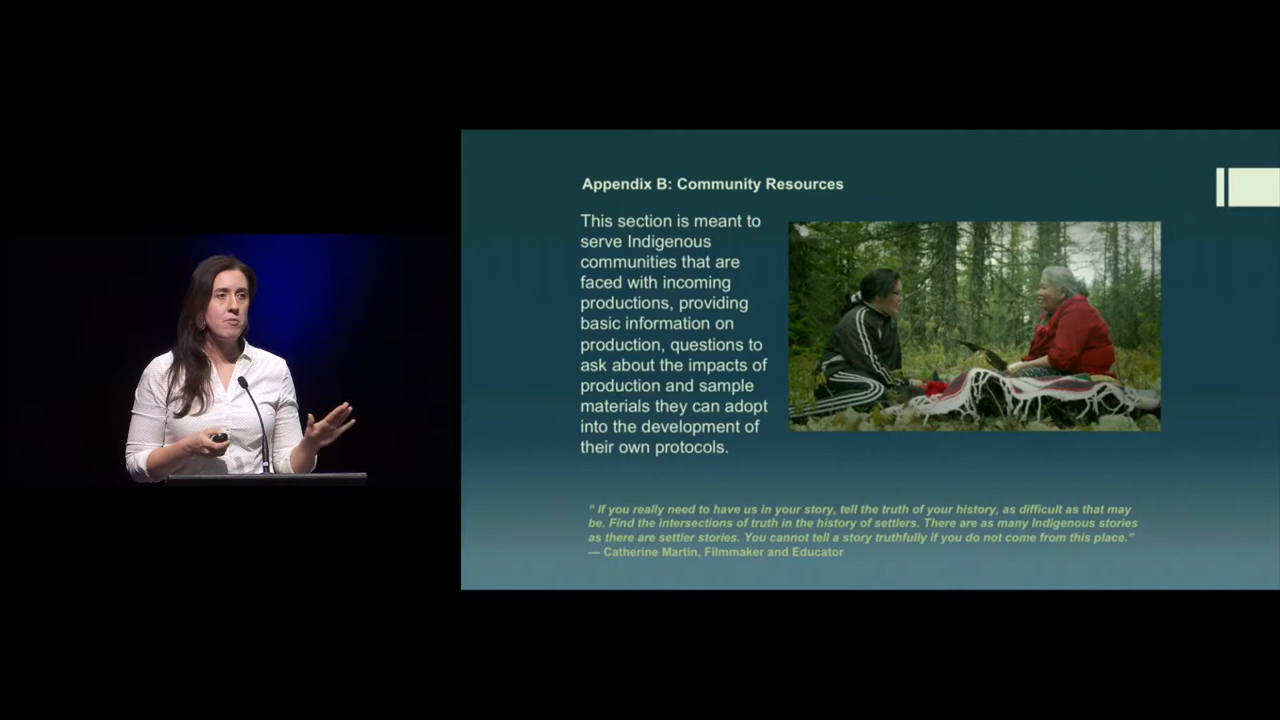 Appendix B: Community Resources
This section is meant to
serve Indigenous
communities that are
faced with incoming
productions, providing
basic information on
production, questions to
ask about the impacts of
production and sample
materials they can adopt
into the development of
their own protocols.
“ If you really need to have us in your story, tell the truth of your history, as difficult as that may
be. Find the intersections of truth in the history of settlers. There are as many Indigenous stories
as there are settler stories. You cannot tell a story truthfully if you do not come from this place.”
— Catherine Martin, Filmmaker and Educator